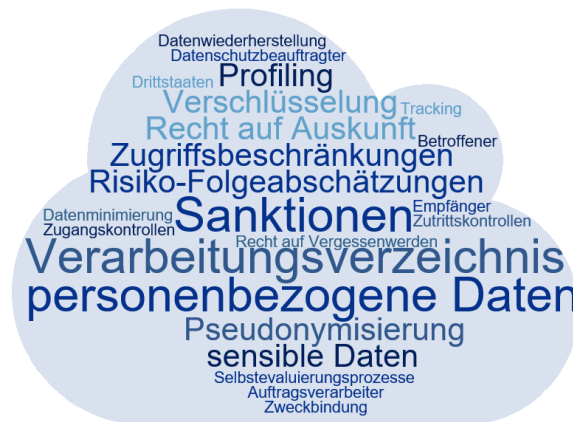 Datenwiederherstellung
Datenschutzbeauftragter
Drittstaaten Profiling
Verschlüsselung Tracking
Recht auf Auskunft
Betroffener
Zugriffsbeschränkungen
Risiko-Folgeabschätzungen
Datenminimierung Sanktionen Empfänger
Zugangskontrollen Zutrittskontrollen
Recht auf Vergessenwerden
Verarbeitungsverzeichnis
personenbezogene Daten
Pseudonymisierung
sensible Daten
Selbstevaluierungsprozesse
Auftragsverarbeiter
Zweckbindung